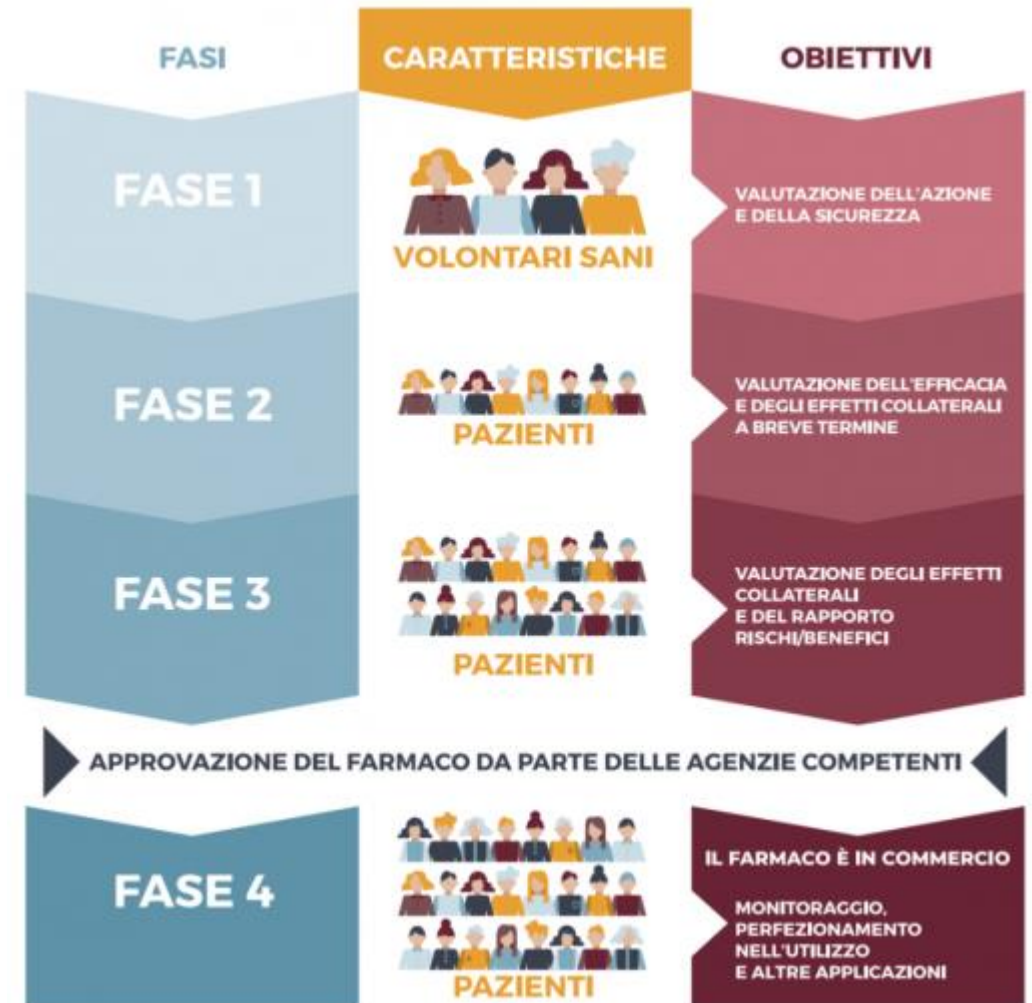 FASI
CARATTERISTICHE
OBIETTIVI
FASE 1
VOLONTARI SANI
VALUTAZIONE DELL'AZIONE
E DELLA SICUREZZA
FASE 2
PAZIENTI
VALUTAZIONE DELL'EFFICACIA
E DEGLI EFFETTI COLLATERALI
A BREVE TERMINE
FASE 3
PAZIENTI
VALUTAZIONE DEGLI EFFETTI
COLLATERALI
E DEL RAPPORTO
RISCHI/BENEFICI
APPROVAZIONE DEL FARMACO DA PARTE DELLE AGENZIE COMPETENTI
FASE 4
PAZIENTI
IL FARMACO È IN COMMERCIO
MONITORAGGIO,
PERFEZIONAMENTO
NELL'UTILIZZO
E ALTRE APPLICAZIONI